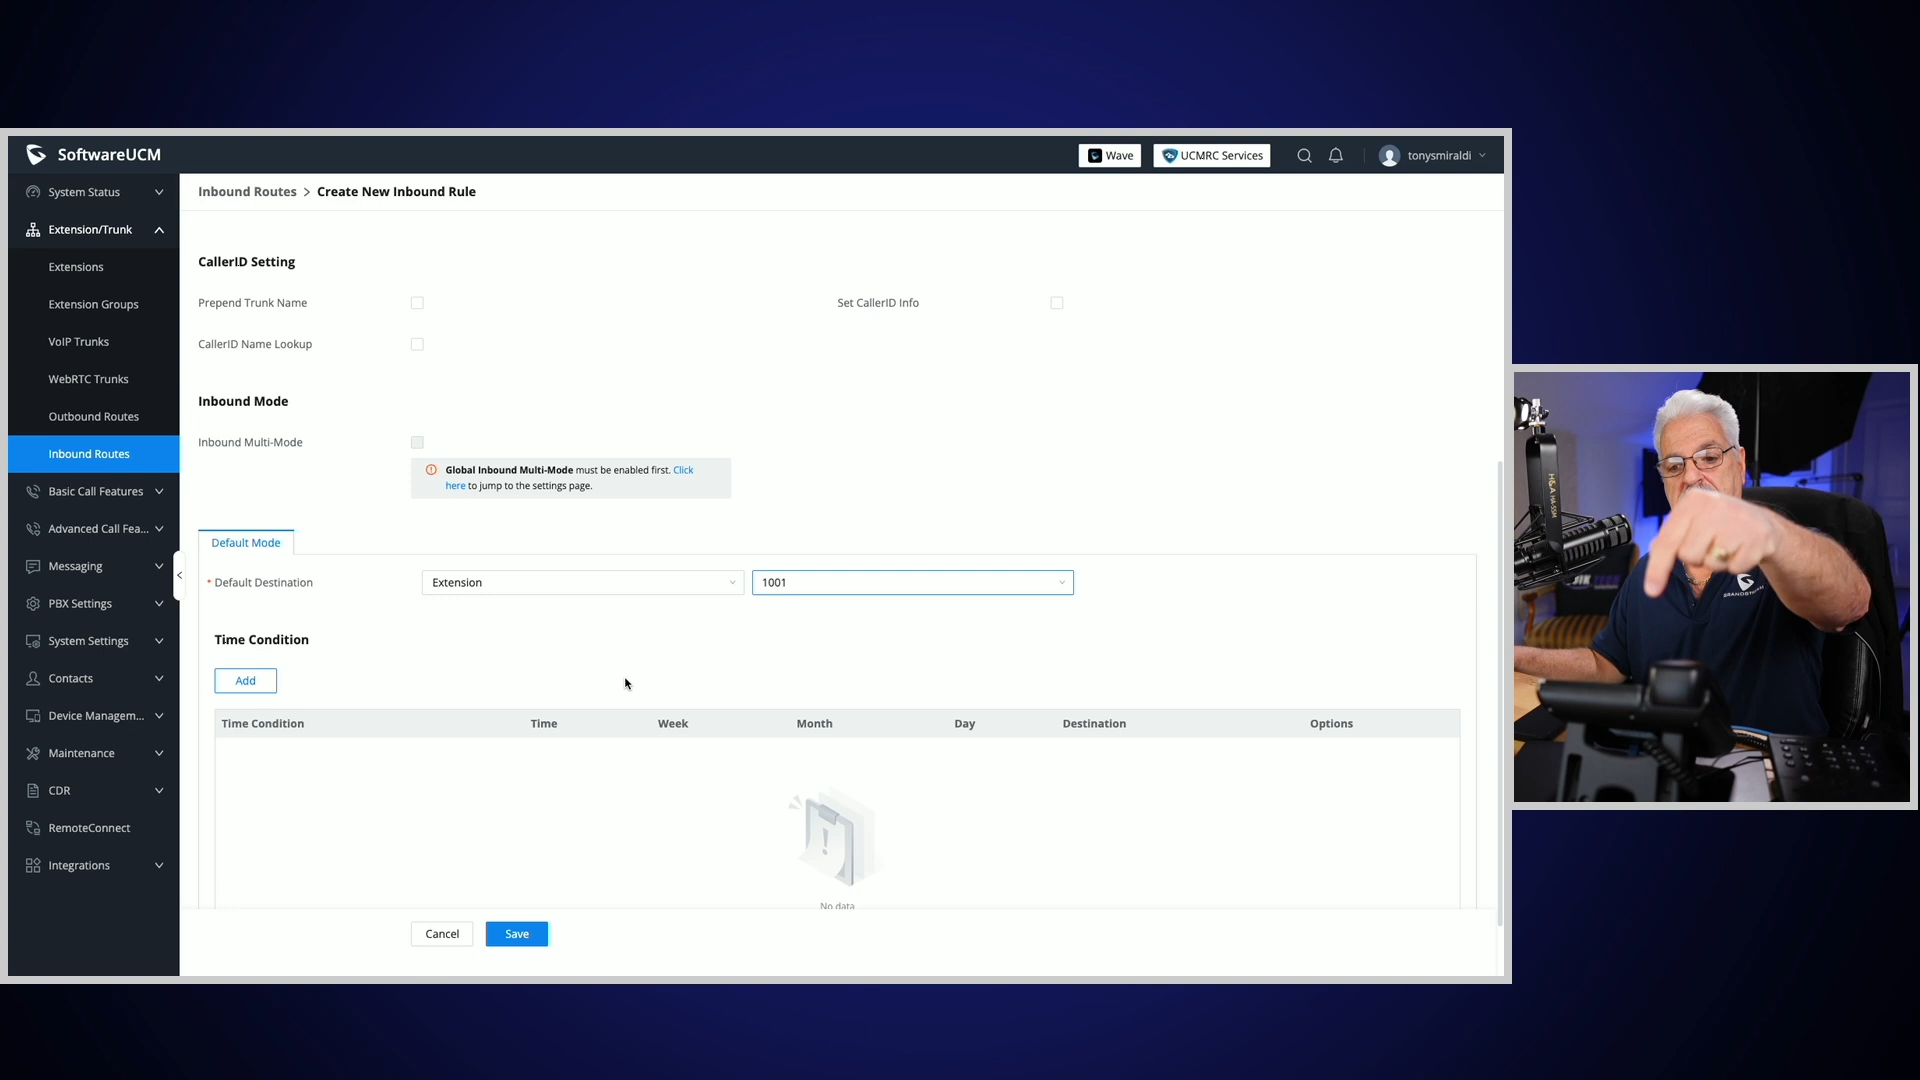 SoftwareUCM
Wave
UCMRC Services
tonysmiraldi
System Status
Extension/Trunk
Extensions
Extension Groups
VoIP Trunks
WebRTC Trunks
Outbound Routes
Inbound Routes
Basic Call Features
Advanced Call Fea...
Messaging
PBX Settings
System Settings
Contacts
Device Managem...
Maintenance
CDR
RemoteConnect
Integrations
Inbound Routes > Create New Inbound Rule
CallerID Setting
Prepend Trunk Name
Set CallerID Info
CallerID Name Lookup
Inbound Mode
Inbound Multi-Mode
Global Inbound Multi-Mode must be enabled first. Click
here to jump to the settings page.
Default Mode
* Default Destination
Extension
1001
Time Condition
Add
Time Condition Time Week Month Day Destination Options
No data
Cancel
Save
H&A HA-SSM
GRANDSTREAM